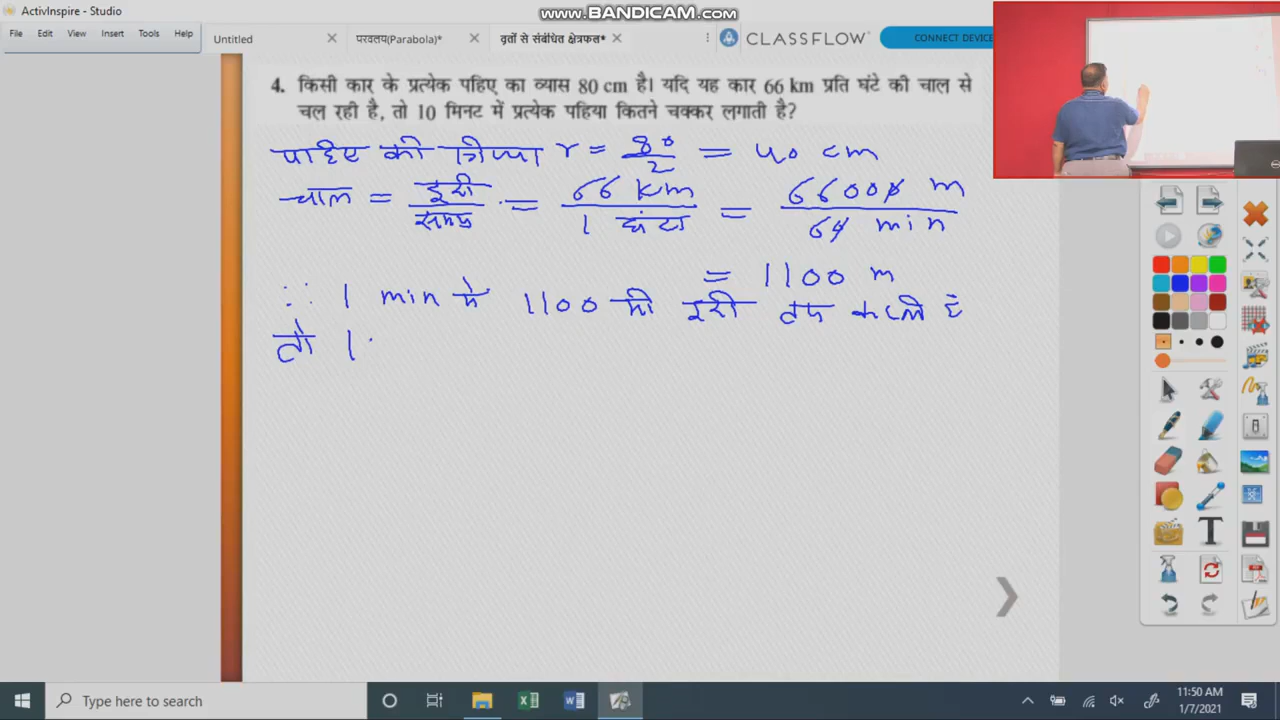 ActivInspire - Studio
www.BANDICAM.com
File Edit View Insert Tools Help
Untitled × परवलय(Parabola)* × वृतों से संबंधित क्षेत्रफल* × CLASSFLOW CONNECT DEVICE
4. किसी कार के प्रत्येक पहिए का व्यास 80 cm है। यदि यह कार 66 km प्रति घंटे की चाल से
चल रही है, तो 10 मिनट में प्रत्येक पहिया कितने चक्कर लगाती है?
पहिए की त्रिज्या r = 80/2 = 40 cm
चाल = दूरी/समय = 66 km/1 घंटा = 66000 m/60 min
= 1100 m
∵ 1 min में 1100 मी दूरी तय करती है
तो 1
Type here to search
11:50 AM
1/7/2021